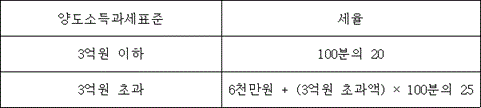 양도소득과세표준 세율
3억원 이하 100분의 20
3억원 초과 6천만원 + (3억원 초과액) × 100분의 25